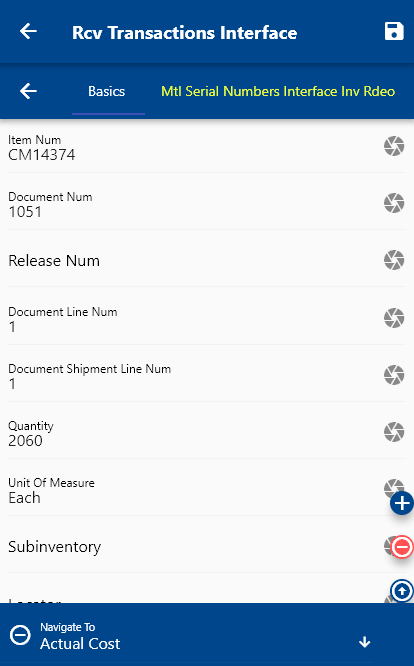 Rcv Transactions Interface
Basics
Mtl Serial Numbers Interface Inv Rdeo
Item Num
CM14374
Document Num
1051
Release Num
Document Line Num
1
Document Shipment Line Num
1
Quantity
2060
Unit Of Measure
Each
Subinventory
Locator
Navigate To
Actual Cost